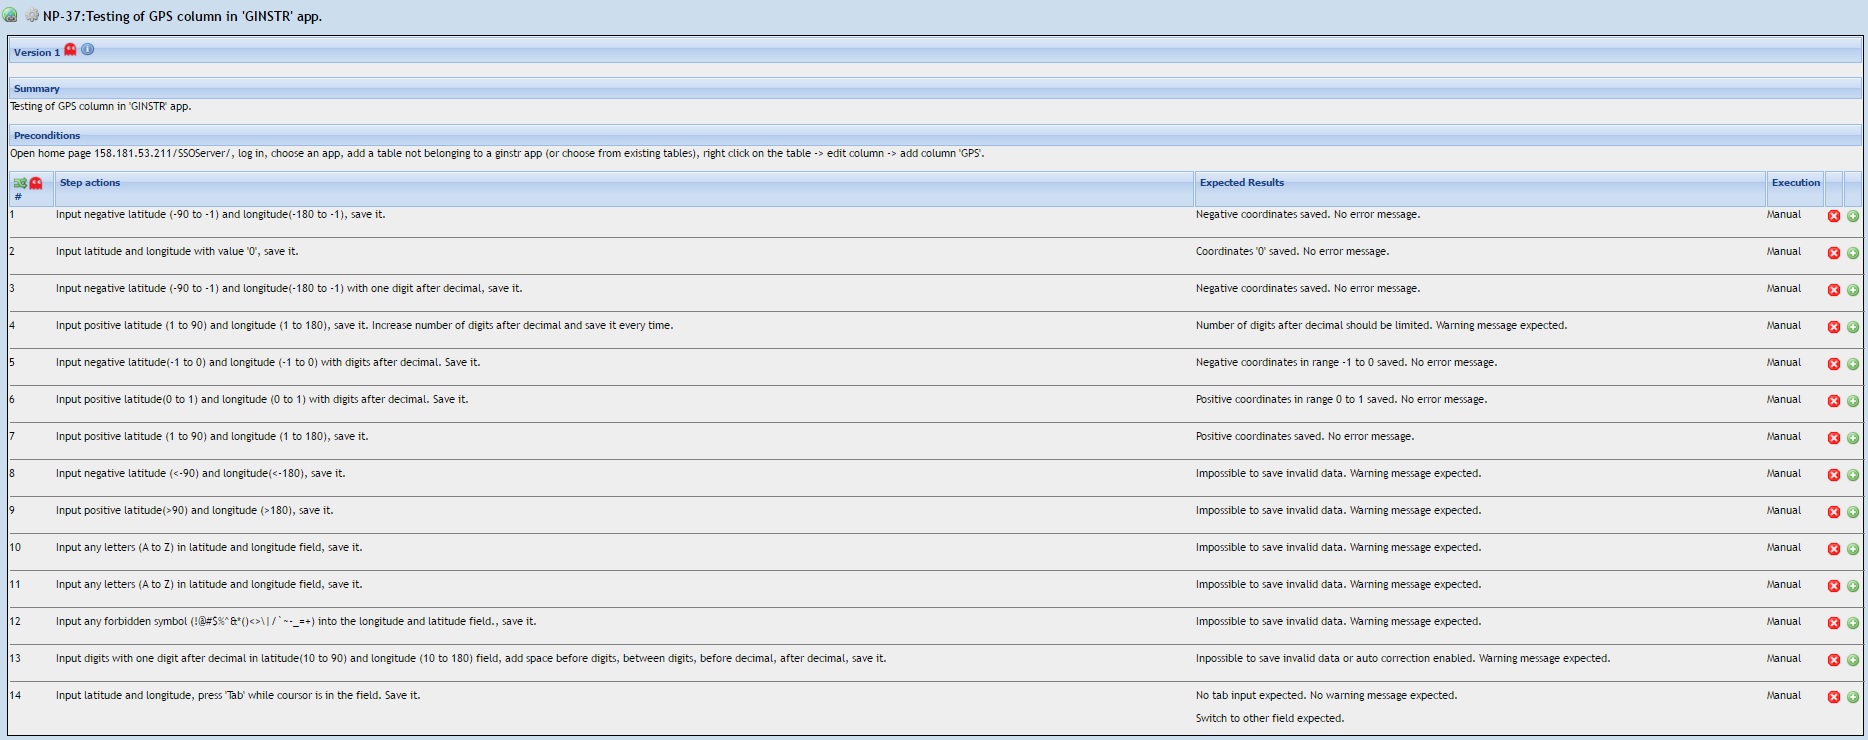 NP-37:Testing of GPS column in 'GINSTR' app.
Version 1
Summary
Testing of GPS column in 'GINSTR' app.
Preconditions
Open home page 158.181.53.211/SSOServer/, log in, choose an app, add a table not belonging to a ginstr app (or choose from existing tables), right click on the table -> edit column -> add column 'GPS'.
# Step actions Expected Results Execution
1 Input negative latitude (-90 to -1) and longitude(-180 to -1), save it. Negative coordinates saved. No error message. Manual
2 Input latitude and longitude with value '0', save it. Coordinates '0' saved. No error message. Manual
3 Input negative latitude (-90 to -1) and longitude(-180 to -1) with one digit after decimal, save it. Negative coordinates saved. No error message. Manual
4 Input positive latitude (1 to 90) and longitude (1 to 180), save it. Increase number of digits after decimal and save it every time. Number of digits after decimal should be limited. Warning message expected. Manual
5 Input negative latitude(-1 to 0) and longitude (-1 to 0) with digits after decimal. Save it. Negative coordinates in range -1 to 0 saved. No error message. Manual
6 Input positive latitude(0 to 1) and longitude (0 to 1) with digits after decimal. Save it. Positive coordinates in range 0 to 1 saved. No error message. Manual
7 Input positive latitude (1 to 90) and longitude (1 to 180), save it. Positive coordinates saved. No error message. Manual
8 Input negative latitude (<-90) and longitude(<-180), save it. Impossible to save invalid data. Warning message expected. Manual
9 Input positive latitude(>90) and longitude (>180), save it. Impossible to save invalid data. Warning message expected. Manual
10 Input any letters (A to Z) in latitude and longitude field, save it. Impossible to save invalid data. Warning message expected. Manual
11 Input any letters (A to Z) in latitude and longitude field, save it. Impossible to save invalid data. Warning message expected. Manual
12 Input any forbidden symbol (!@#$%^&*()<>\|/`~-_=+) into the longitude and latitude field., save it. Impossible to save invalid data. Warning message expected. Manual
13 Input digits with one digit after decimal in latitude(10 to 90) and longitude (10 to 180) field, add space before digits, between digits, before decimal, after decimal, save it. Inpossible to save invalid data or auto correction enabled. Warning message expected. Manual
14 Input latitude and longitude, press 'Tab' while coursor is in the field. Save it. No tab input expected. No warning message expected. Manual
Switch to other field expected.